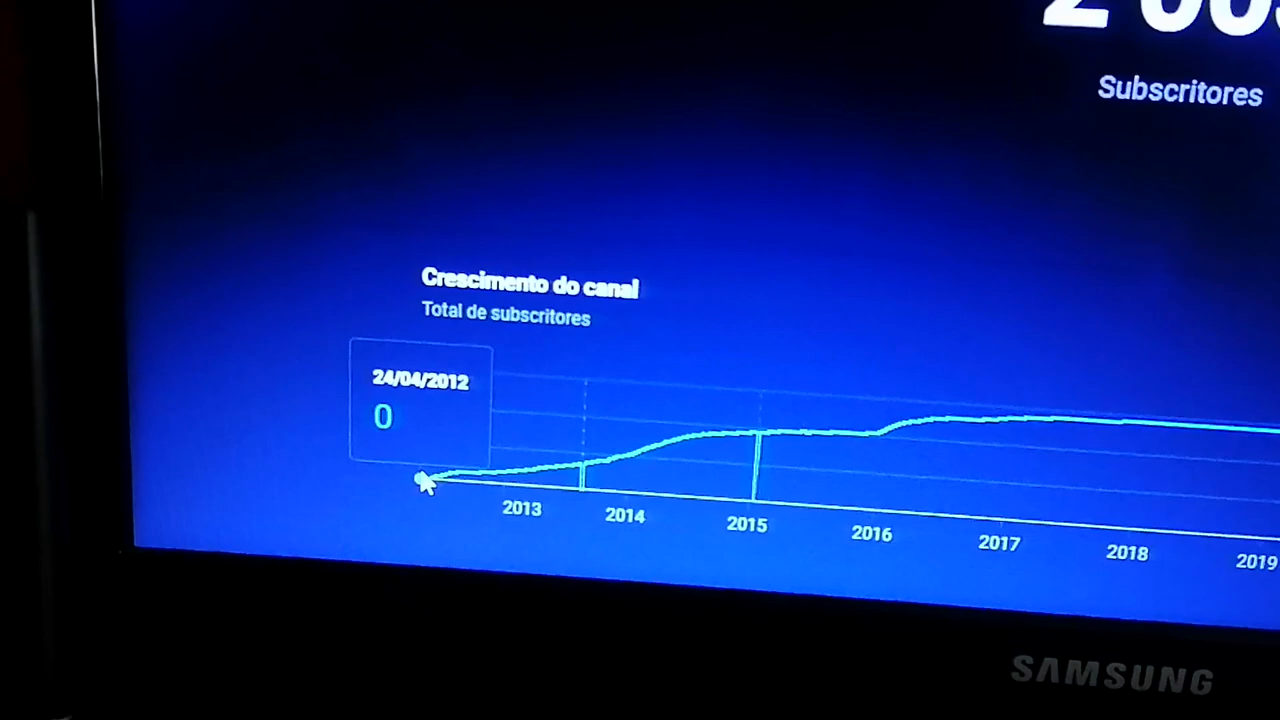 Subscritores
Crescimento do canal
Total de subscritores
24/04/2012
0
2013
2014
2015
2016
2017
2018
2019
SAMSUNG